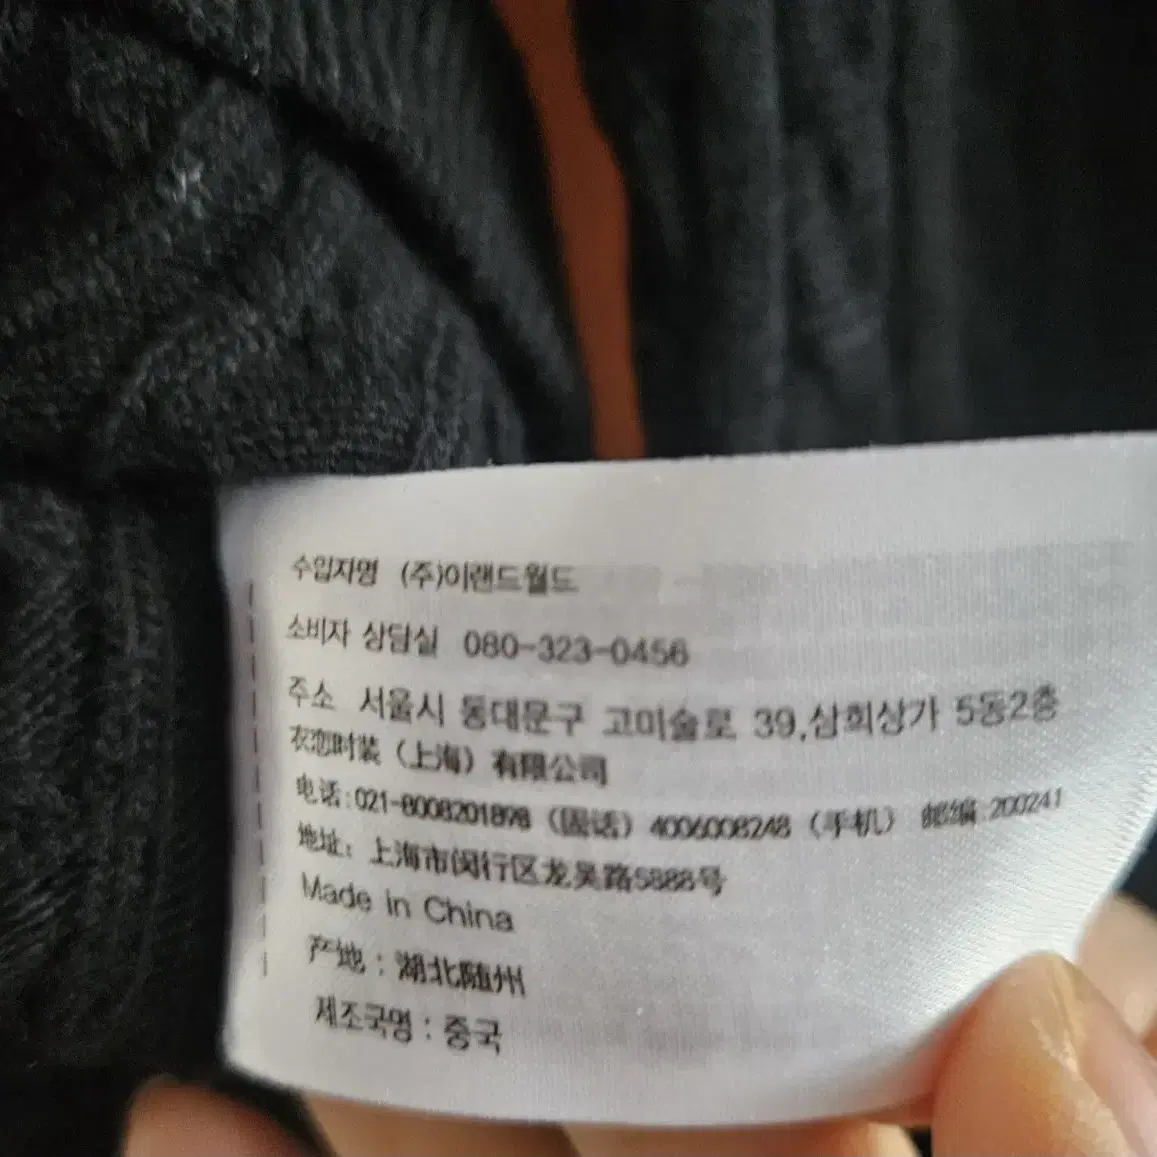 수입자명 (주)이랜드월드
소비자 상담실 080-323-0456
주소 서울시 동대문구 고미술로 39,삼희상가 5동2층
衣恋时装（上海）有限公司
电话:021-8008201898（固话）4006008248（手机） 邮编:200241
地址: 上海市闵行区龙吴路5888号
Made in China
产地：湖北随州
제조국명 : 중국